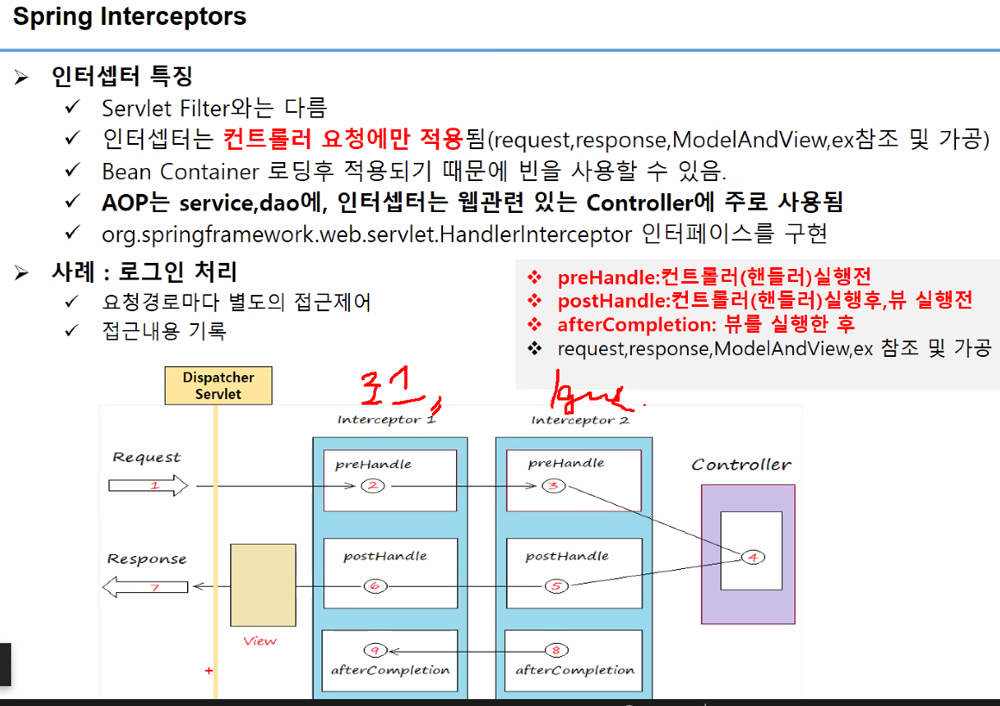 Spring Interceptors
➢ 인터셉터 특징
✓ Servlet Filter와는 다름
✓ 인터셉터는 컨트롤러 요청에만 적용됨(request,response,ModelAndView,ex참조 및 가공)
✓ Bean Container 로딩후 적용되기 때문에 빈을 사용할 수 있음.
✓ AOP는 service,dao에, 인터셉터는 웹관련 있는 Controller에 주로 사용됨
✓ org.springframework.web.servlet.HandlerInterceptor 인터페이스를 구현
➢ 사례 : 로그인 처리
✓ 요청경로마다 별도의 접근제어
✓ 접근내용 기록
❖ preHandle:컨트롤러(핸들러)실행전
❖ postHandle:컨트롤러(핸들러)실행후,뷰 실행전
❖ afterCompletion: 뷰를 실행한 후
❖ request,response,ModelAndView,ex 참조 및 가공
Dispatcher
Servlet
Interceptor 1
Interceptor 2
Request
1
preHandle
2
preHandle
3
Controller
4
Response
7
View
postHandle
6
postHandle
5
9
afterCompletion
8
afterCompletion